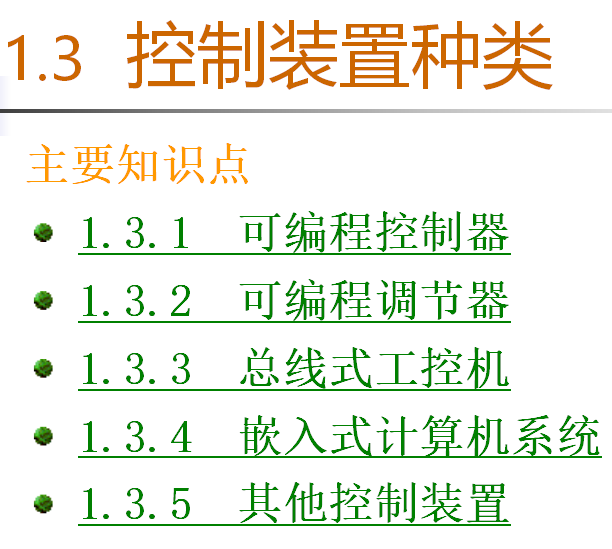 1.3 控制装置种类
主要知识点
1.3.1 可编程控制器
1.3.2 可编程调节器
1.3.3 总线式工控机
1.3.4 嵌入式计算机系统
1.3.5 其他控制装置